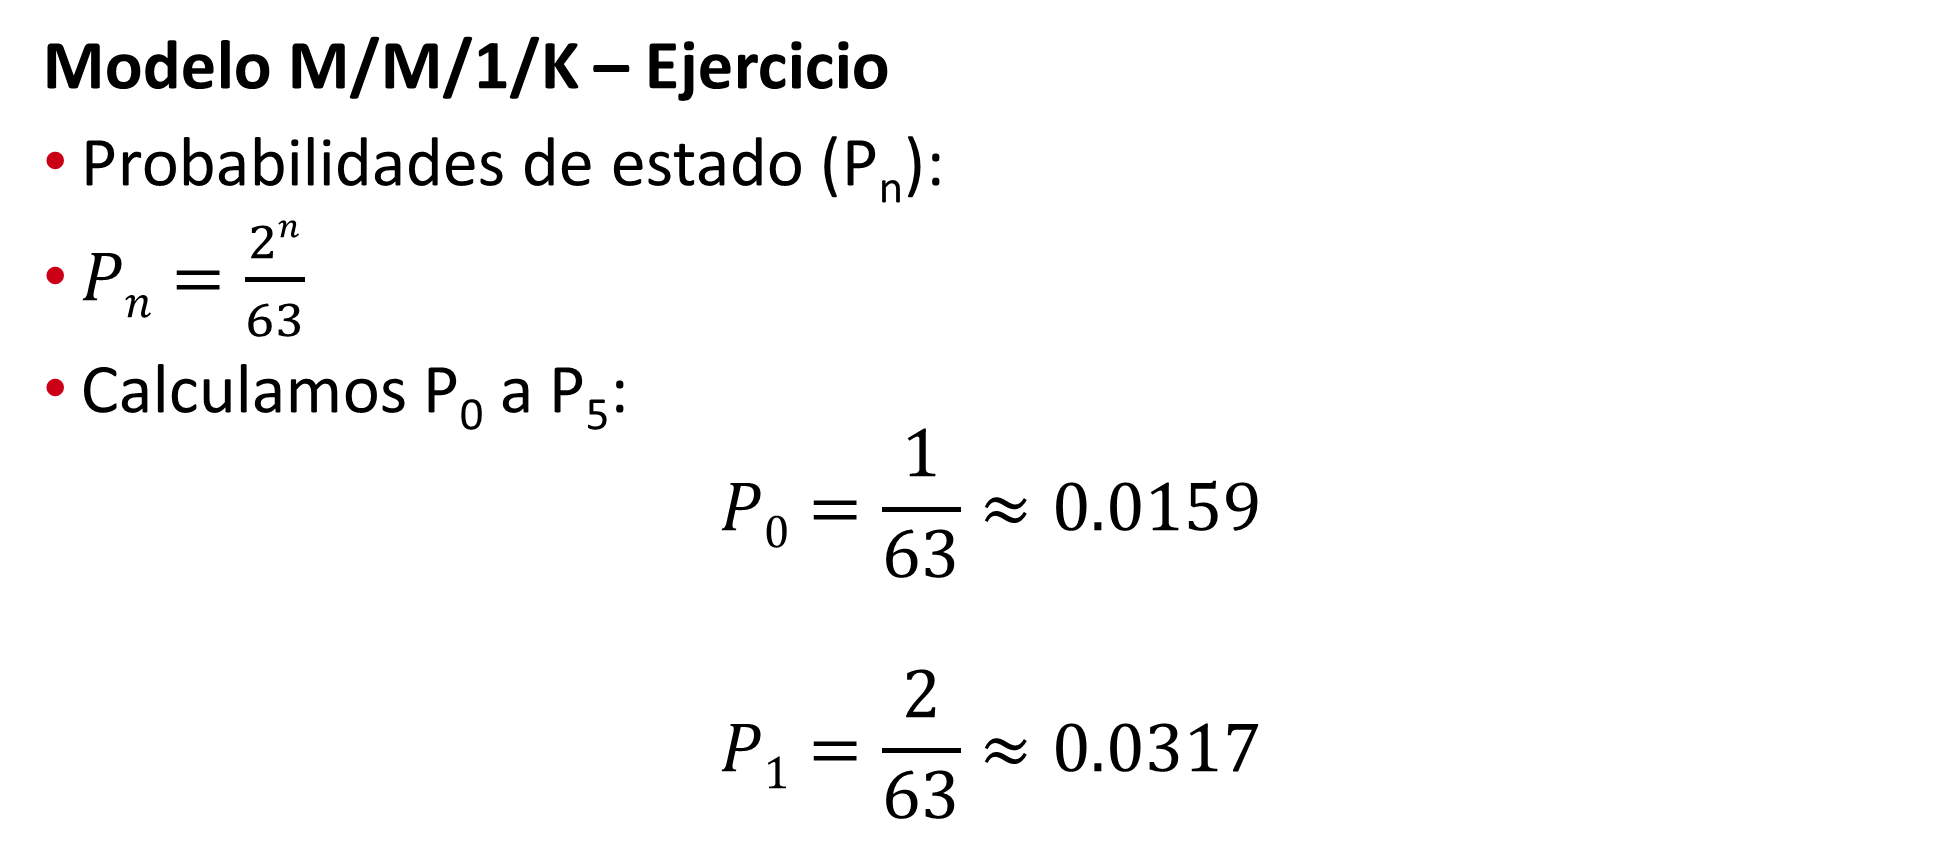 Modelo M/M/1/K – Ejercicio
• Probabilidades de estado (Pₙ):
• Pₙ = 2ⁿ/63
• Calculamos P₀ a P₅:
P₀ = 1/63 ≈ 0.0159
P₁ = 2/63 ≈ 0.0317